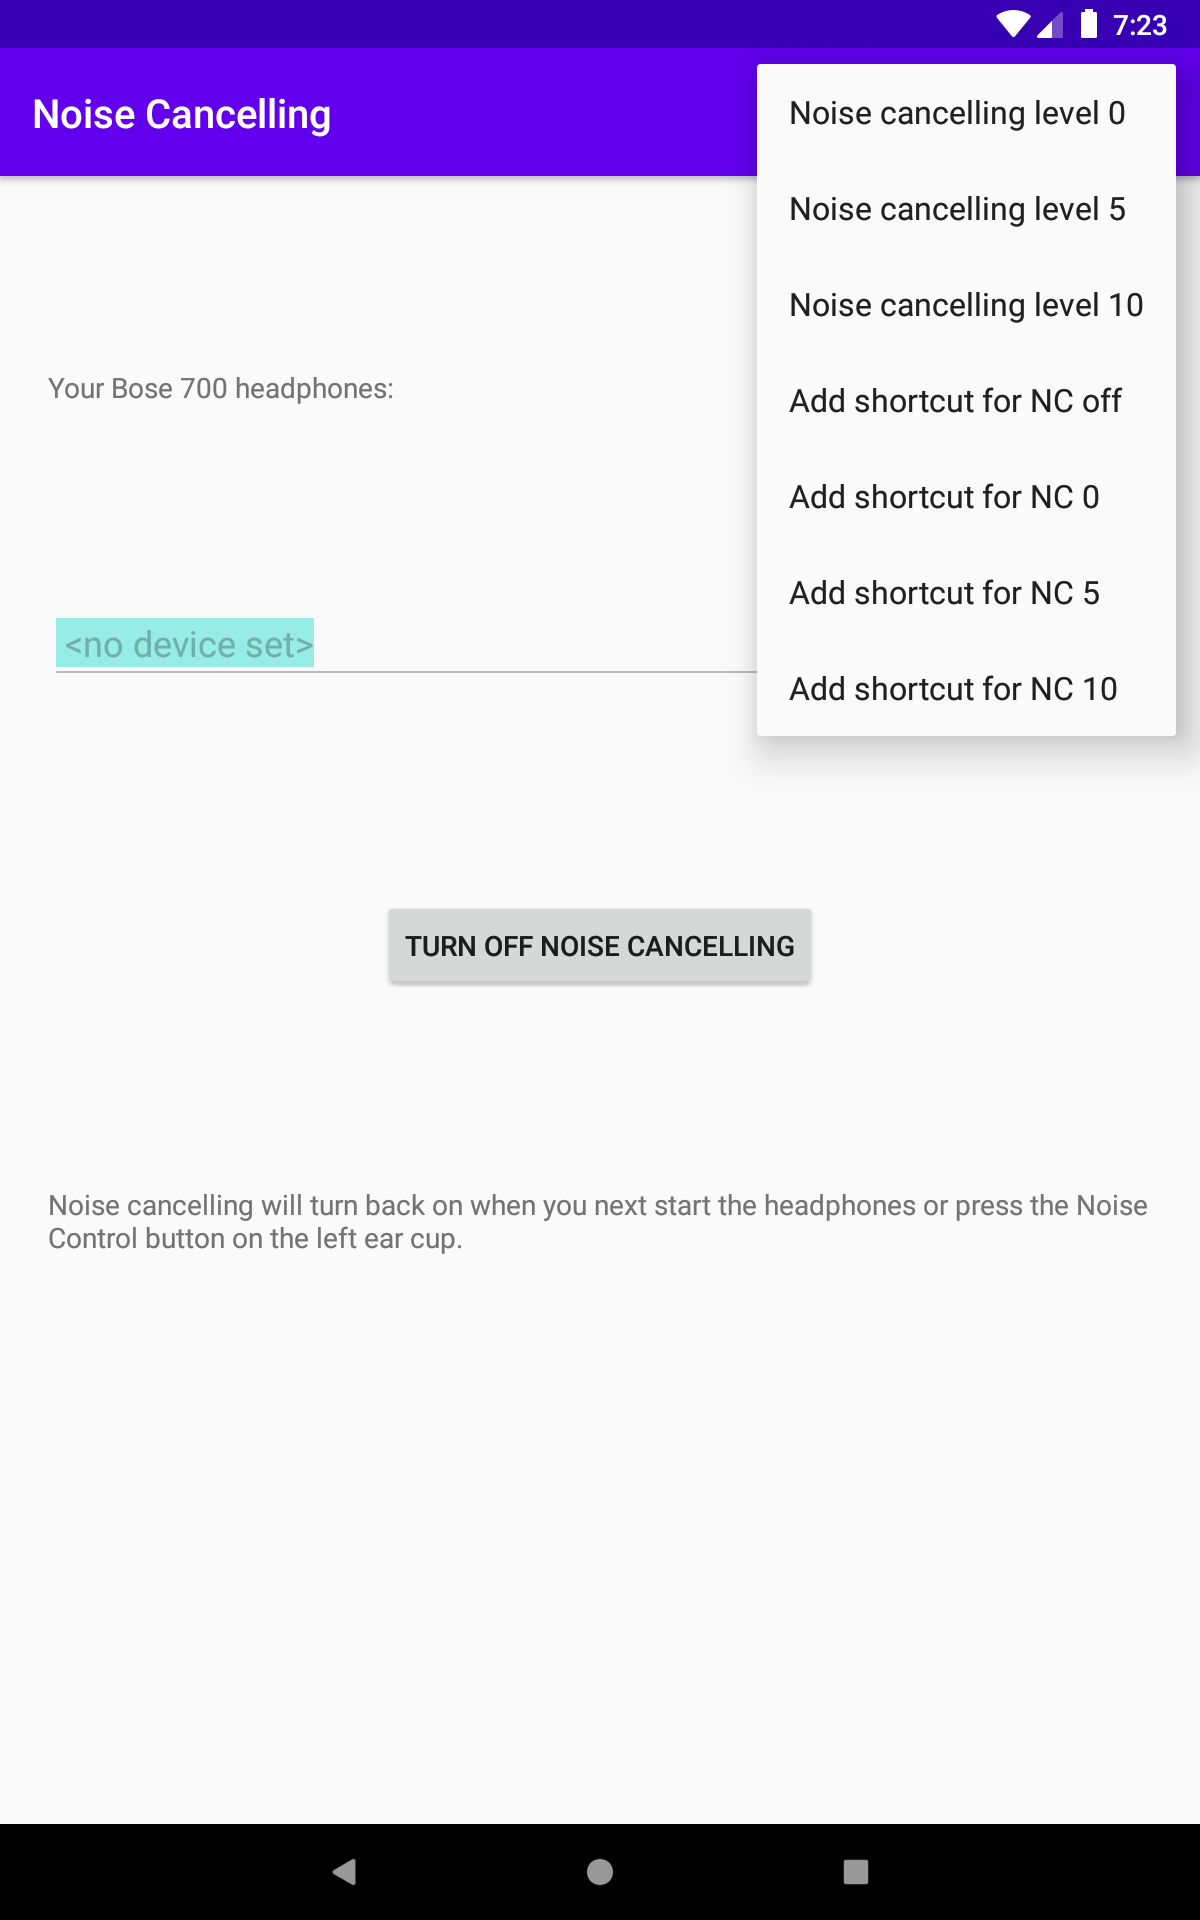 7:23
Noise Cancelling
Noise cancelling level 0
Noise cancelling level 5
Noise cancelling level 10
Add shortcut for NC off
Add shortcut for NC 0
Add shortcut for NC 5
Add shortcut for NC 10
Your Bose 700 headphones:
<no device set>
TURN OFF NOISE CANCELLING
Noise cancelling will turn back on when you next start the headphones or press the Noise
Control button on the left ear cup.